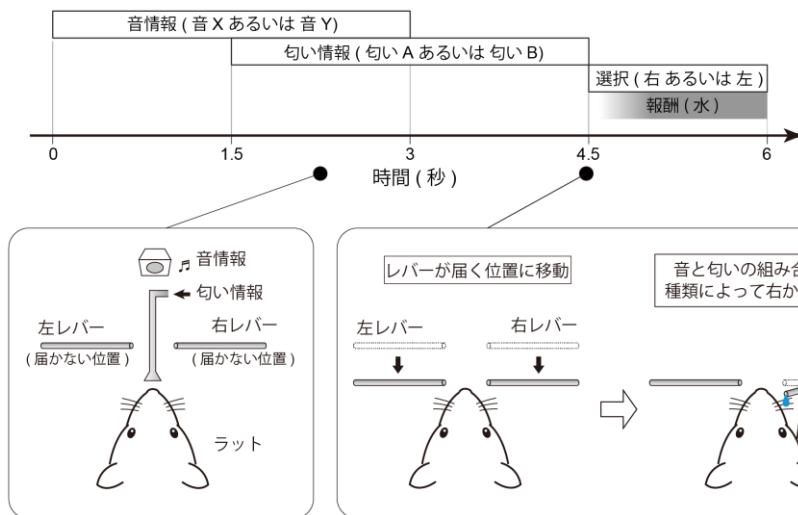 音情報 ( 音 X あるいは 音 Y)
匂い情報 ( 匂い A あるいは 匂い B)
選択 ( 右 あるいは 左 )
報酬 ( 水 )
0 1.5 3 4.5 6
時間 ( 秒 )
音情報
匂い情報
左レバー
( 届かない位置 )
右レバー
( 届かない位置 )
ラット
レバーが届く位置に移動
左レバー
右レバー
音と匂いの組み合
種類によって右か